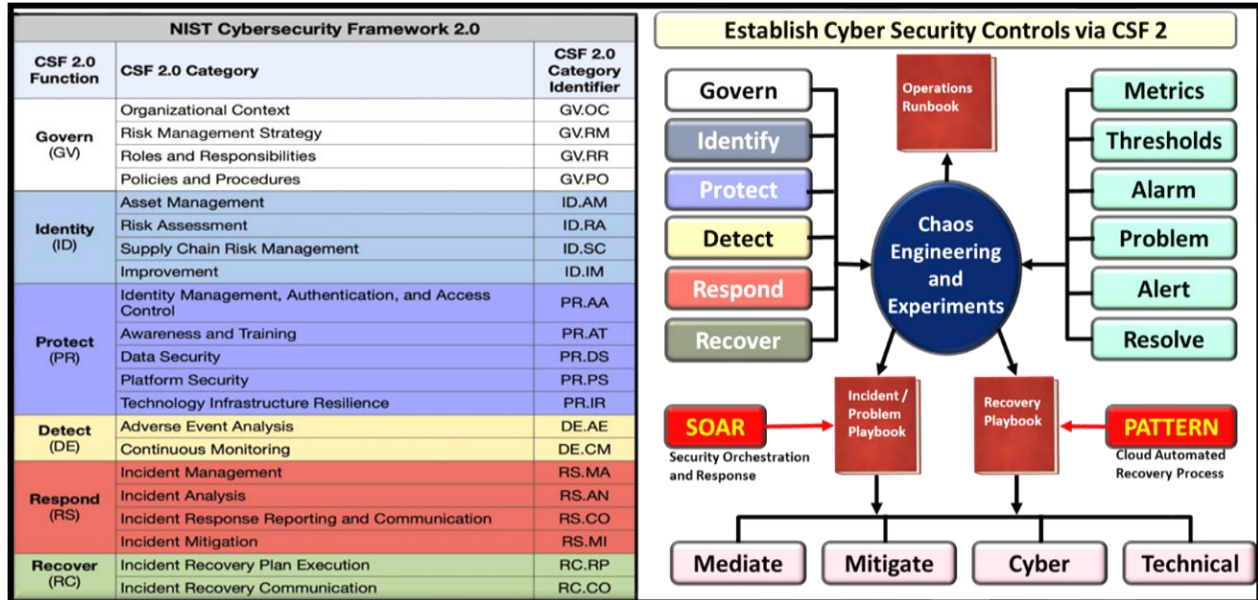 NIST Cybersecurity Framework 2.0
CSF 2.0
Function
CSF 2.0 Category
CSF 2.0
Category
Identifier
Govern
(GV)
Organizational Context GV.OC
Risk Management Strategy GV.RM
Roles and Responsibilities GV.RR
Policies and Procedures GV.PO
Identity
(ID)
Asset Management ID.AM
Risk Assessment ID.RA
Supply Chain Risk Management ID.SC
Improvement ID.IM
Protect
(PR)
Identity Management, Authentication, and Access
Control PR.AA
Awareness and Training PR.AT
Data Security PR.DS
Platform Security PR.PS
Technology Infrastructure Resilience PR.IR
Detect
(DE)
Adverse Event Analysis DE.AE
Continuous Monitoring DE.CM
Respond
(RS)
Incident Management RS.MA
Incident Analysis RS.AN
Incident Response Reporting and Communication RS.CO
Incident Mitigation RS.MI
Recover
(RC)
Incident Recovery Plan Execution RC.RP
Incident Recovery Communication RC.CO
Establish Cyber Security Controls via CSF 2
Govern
Identify
Protect
Detect
Respond
Recover
Operations
Runbook
Chaos
Engineering
and
Experiments
Metrics
Thresholds
Alarm
Problem
Alert
Resolve
SOAR
Security Orchestration
and Response
Incident /
Problem
Playbook
Recovery
Playbook
PATTERN
Cloud Automated
Recovery Process
Mediate
Mitigate
Cyber
Technical